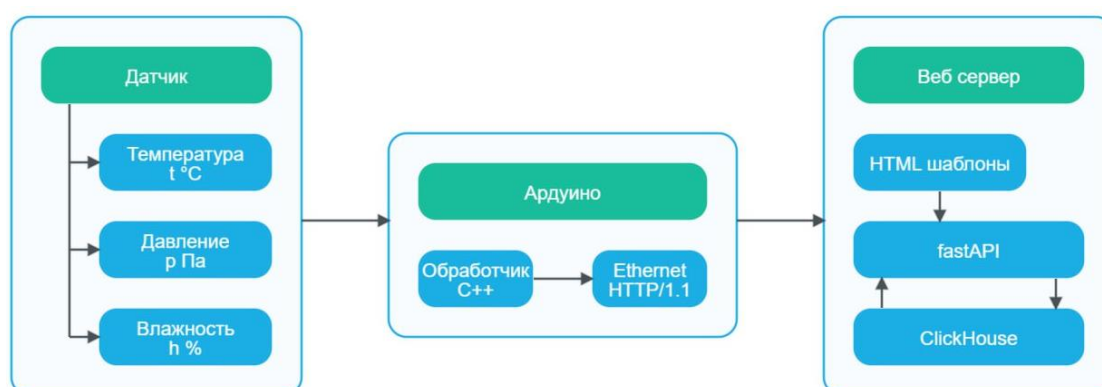 Датчик
Температура
t °C
Давление
p Па
Влажность
h %
Ардуино
Обработчик
C++
Ethernet
HTTP/1.1
Веб сервер
HTML шаблоны
fastAPI
ClickHouse